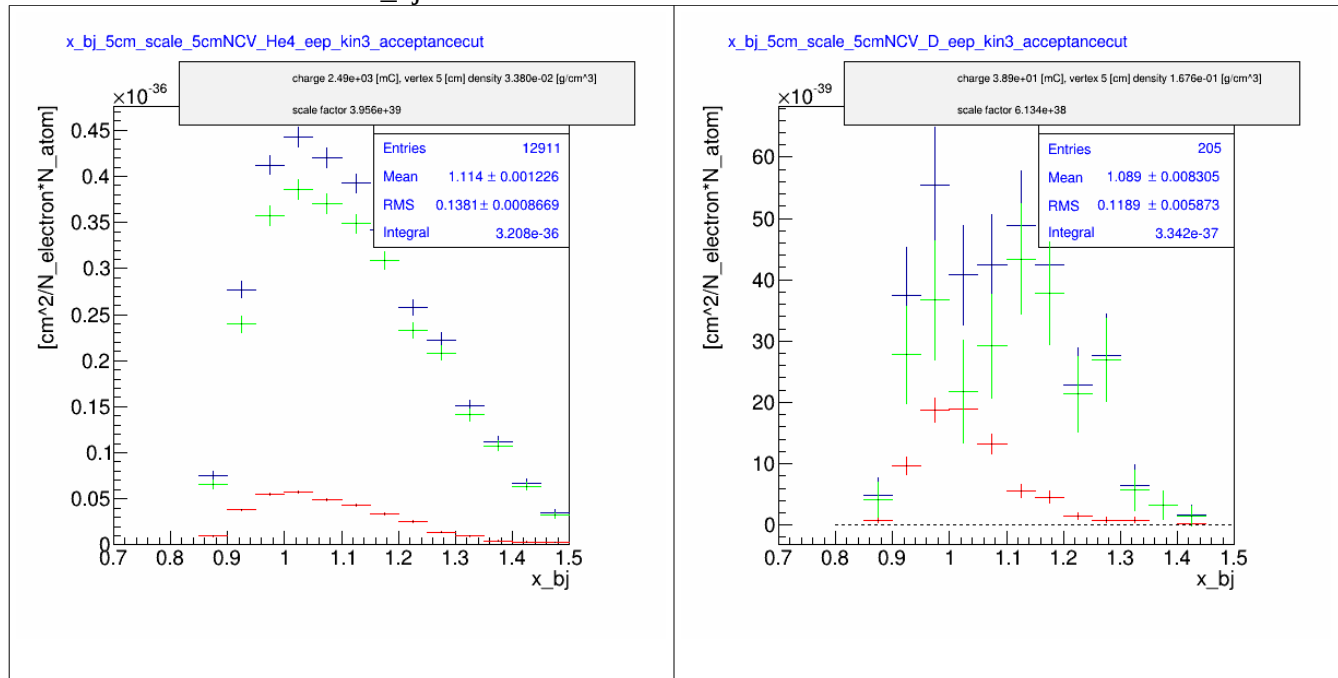 _bj
x_bj_5cm_scale_5cmNCV_He4_eep_kin3_acceptancecut
charge 2.49e+03 [mC], vertex 5 [cm] density 3.380e-02 [g/cm^3]
scale factor 3.956e+39
×10^-36
[cm^2/N_electron*N_atom]
Entries 12911
Mean 1.114 ± 0.001226
RMS 0.1381± 0.0008669
Integral 3.208e-36
0.45
0.4
0.35
0.3
0.25
0.2
0.15
0.1
0.05
0
0.7 0.8 0.9 1 1.1 1.2 1.3 1.4 1.5
x_bj
x_bj_5cm_scale_5cmNCV_D_eep_kin3_acceptancecut
charge 3.89e+01 [mC], vertex 5 [cm] density 1.676e-01 [g/cm^3]
scale factor 6.134e+38
×10^-39
[cm^2/N_electron*N_atom]
Entries 205
Mean 1.089 ± 0.008305
RMS 0.1189 ± 0.005873
Integral 3.342e-37
60
50
40
30
20
10
0
0.7 0.8 0.9 1 1.1 1.2 1.3 1.4 1.5
x_bj